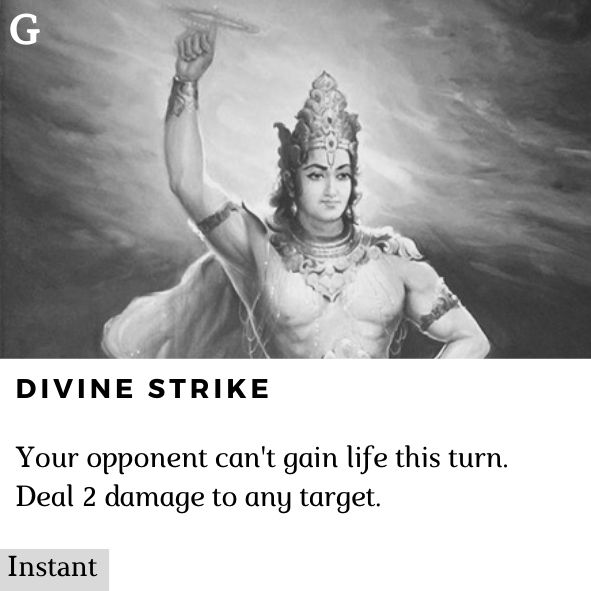 G
DIVINE STRIKE
Your opponent can't gain life this turn.
Deal 2 damage to any target.
Instant